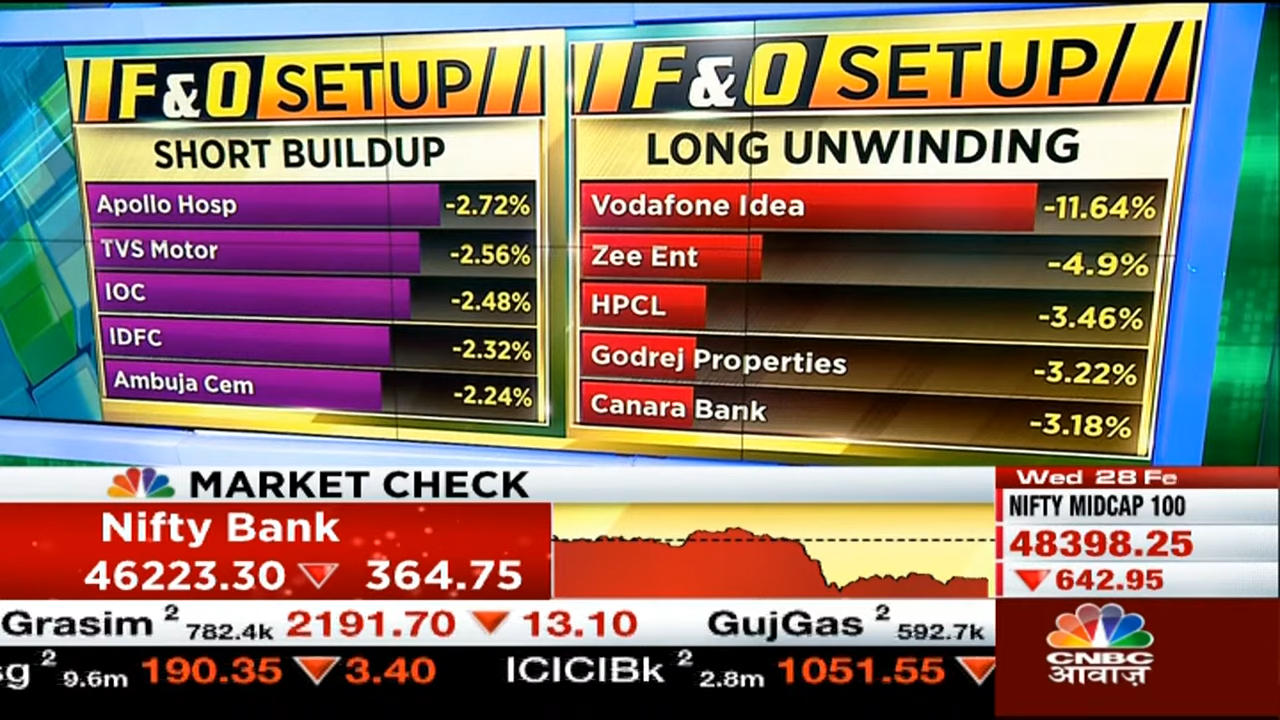 F&O SETUP
SHORT BUILDUP
Apollo Hosp -2.72%
TVS Motor -2.56%
IOC -2.48%
IDFC -2.32%
Ambuja Cem -2.24%
F&O SETUP
LONG UNWINDING
Vodafone Idea -11.64%
Zee Ent -4.9%
HPCL -3.46%
Godrej Properties -3.22%
Canara Bank -3.18%
MARKET CHECK
Nifty Bank
46223.30 ▼ 364.75
Wed 28 Fe
NIFTY MIDCAP 100
48398.25
▼ 642.95
Grasim 2 782.4k 2191.70 ▼ 13.10 GujGas 2 592.7k
sg 2 9.6m 190.35 ▼ 3.40 ICICIBk 2 2.8m 1051.55 ▼
CNBC
आवाज़